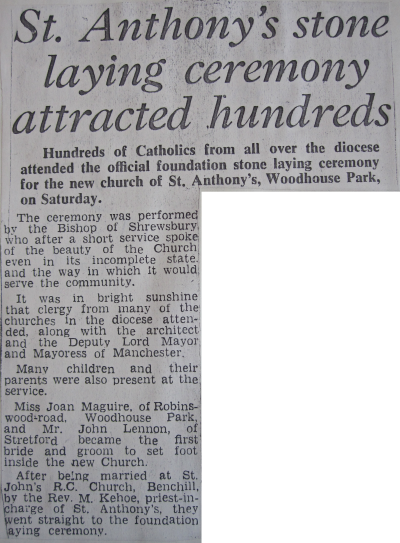 St. Anthony's stone
laying ceremony
attracted hundreds
Hundreds of Catholics from all over the diocese
attended the official foundation stone laying ceremony
for the new church of St. Anthony's, Woodhouse Park,
on Saturday.
The ceremony was performed
by the Bishop of Shrewsbury
who after a short service spoke
of the beauty of the Church
even in its incomplete state
and the way in which it would
serve the community.
It was in bright sunshine
that clergy from many of the
churches in the diocese atten-
ded, along with the architect
and the Deputy Lord Mayor
and Mayoress of Manchester.
Many children and their
parents were also present at the
service.
Miss Joan Maguire, of Robins-
wood-road, Woodhouse Park,
and Mr. John Lennon, of
Stretford became the first
bride and groom to set foot
inside the new Church.
After being married at St.
John's R.C. Church, Benchill,
by the Rev. M. Kehoe, priest-in-
charge of St. Anthony's, they
went straight to the foundation
laying ceremony.